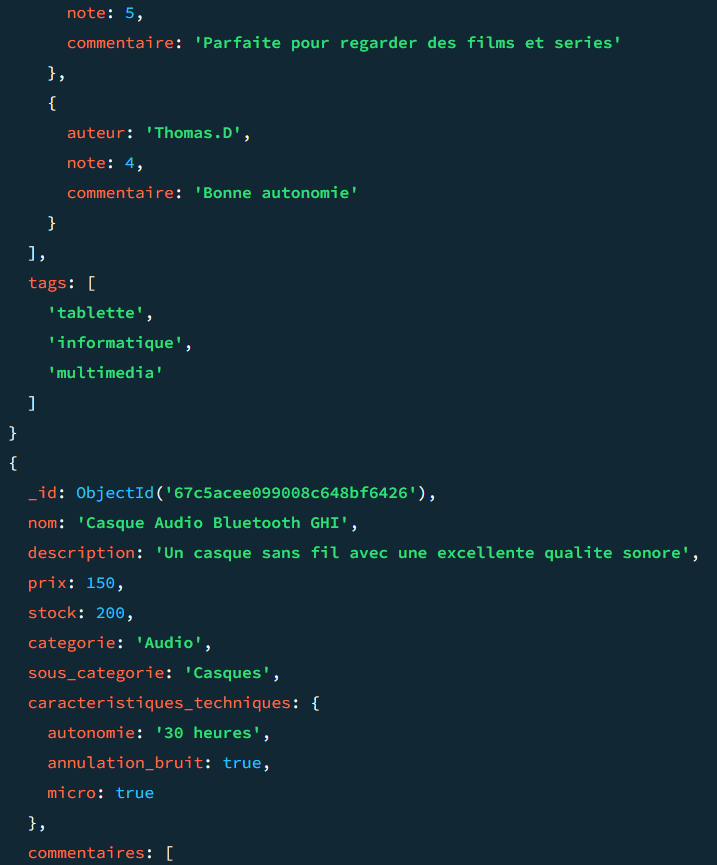 note: 5,
commentaire: 'Parfaite pour regarder des films et series'
},
{
auteur: 'Thomas.D',
note: 4,
commentaire: 'Bonne autonomie'
}
],
tags: [
'tablette',
'informatique',
'multimedia'
]
}
{
_id: ObjectId('67c5acee099008c648bf6426'),
nom: 'Casque Audio Bluetooth GHI',
description: 'Un casque sans fil avec une excellente qualite sonore',
prix: 150,
stock: 200,
categorie: 'Audio',
sous_categorie: 'Casques',
caracteristiques_techniques: {
autonomie: '30 heures',
annulation_bruit: true,
micro: true
},
commentaires: [